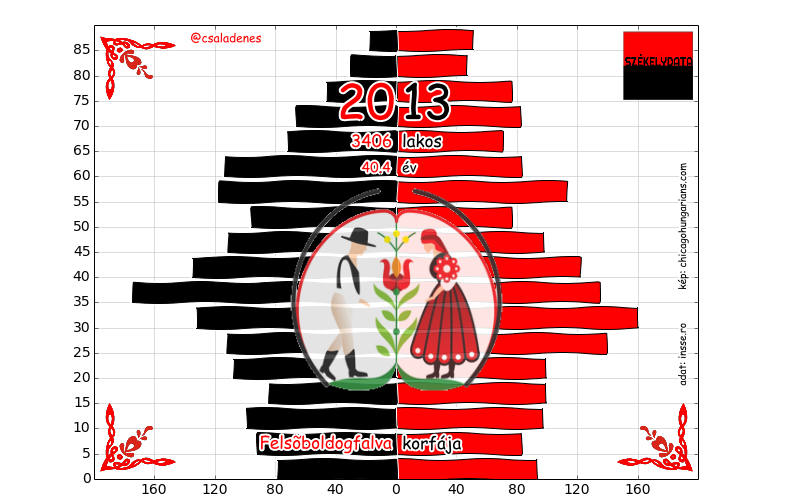 @csaladenes
SZÉKELYDATA
2013
3406 lakos
40.4 év
Felsõboldogfalva korfája
kép: chicagohungarians.com
adat: insse.ro
85
80
75
70
65
60
55
50
45
40
35
30
25
20
15
10
5
0
160 120 80 40 0 40 80 120 160